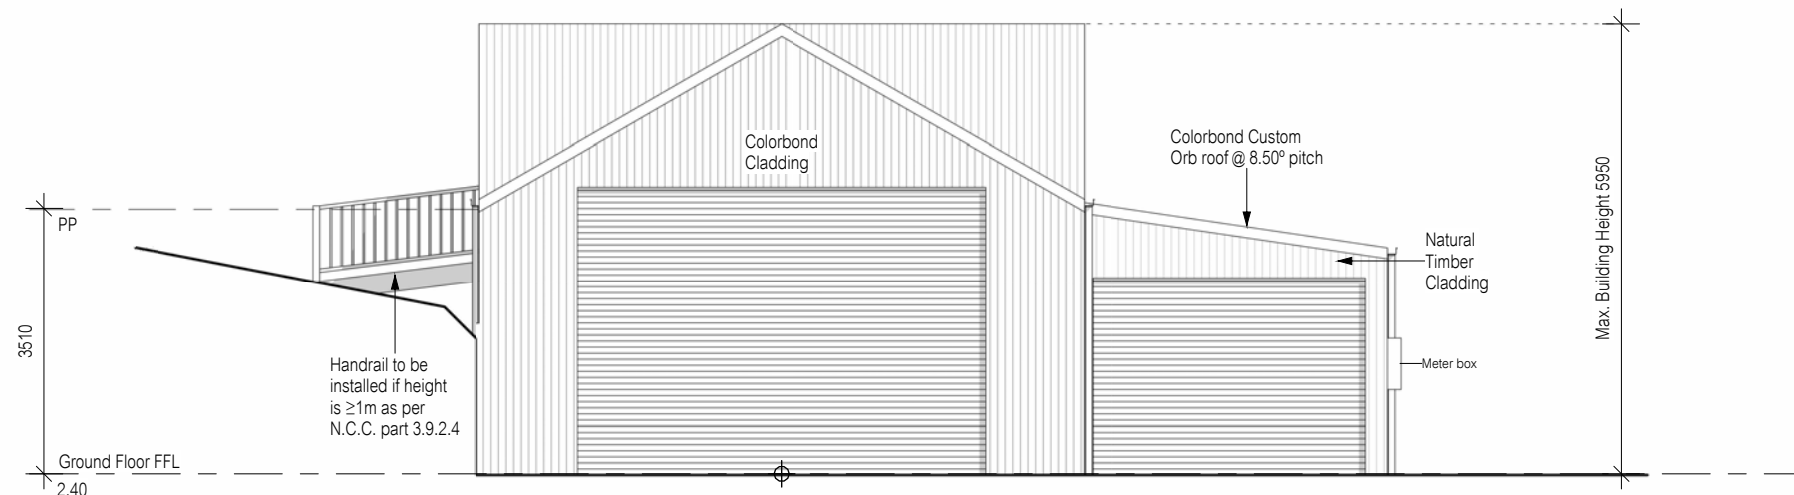 Colorbond
Cladding
Colorbond Custom
Orb roof @ 8.50º pitch
Max. Building Height 5950
PP
Natural
Timber
Cladding
3510
Handrail to be
installed if height
is ≥1m as per
N.C.C. part 3.9.2.4
Meter box
Ground Floor FFL
2.40